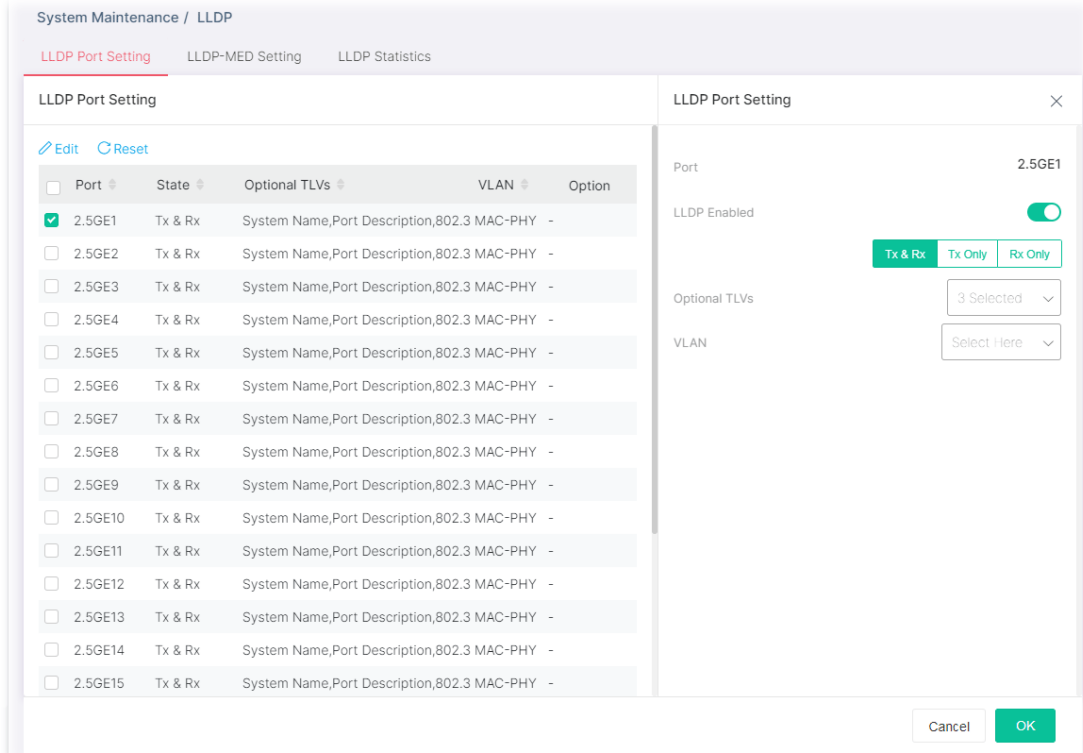 System Maintenance / LLDP
LLDP Port Setting LLDP-MED Setting LLDP Statistics
LLDP Port Setting
Edit Reset
Port State Optional TLVs VLAN Option
2.5GE1 Tx & Rx System Name,Port Description,802.3 MAC-PHY -
2.5GE2 Tx & Rx System Name,Port Description,802.3 MAC-PHY -
2.5GE3 Tx & Rx System Name,Port Description,802.3 MAC-PHY -
2.5GE4 Tx & Rx System Name,Port Description,802.3 MAC-PHY -
2.5GE5 Tx & Rx System Name,Port Description,802.3 MAC-PHY -
2.5GE6 Tx & Rx System Name,Port Description,802.3 MAC-PHY -
2.5GE7 Tx & Rx System Name,Port Description,802.3 MAC-PHY -
2.5GE8 Tx & Rx System Name,Port Description,802.3 MAC-PHY -
2.5GE9 Tx & Rx System Name,Port Description,802.3 MAC-PHY -
2.5GE10 Tx & Rx System Name,Port Description,802.3 MAC-PHY -
2.5GE11 Tx & Rx System Name,Port Description,802.3 MAC-PHY -
2.5GE12 Tx & Rx System Name,Port Description,802.3 MAC-PHY -
2.5GE13 Tx & Rx System Name,Port Description,802.3 MAC-PHY -
2.5GE14 Tx & Rx System Name,Port Description,802.3 MAC-PHY -
2.5GE15 Tx & Rx System Name,Port Description,802.3 MAC-PHY -
LLDP Port Setting
Port 2.5GE1
LLDP Enabled
Tx & Rx Tx Only Rx Only
Optional TLVs 3 Selected
VLAN Select Here
Cancel OK